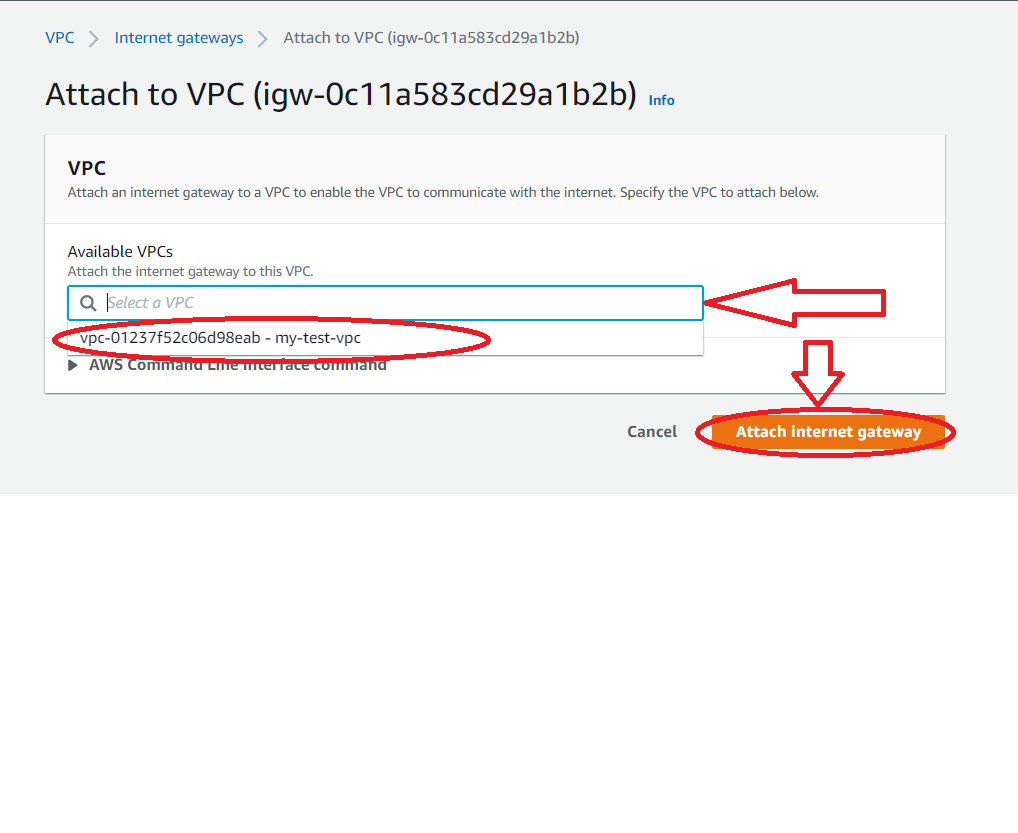 VPC > Internet gateways > Attach to VPC (igw-0c11a583cd29a1b2b)
Attach to VPC (igw-0c11a583cd29a1b2b) Info
VPC
Attach an internet gateway to a VPC to enable the VPC to communicate with the internet. Specify the VPC to attach below.
Available VPCs
Attach the internet gateway to this VPC.
Select a VPC
vpc-01237f52c06d98eab - my-test-vpc
AWS Command Line Interface command
Cancel Attach internet gateway